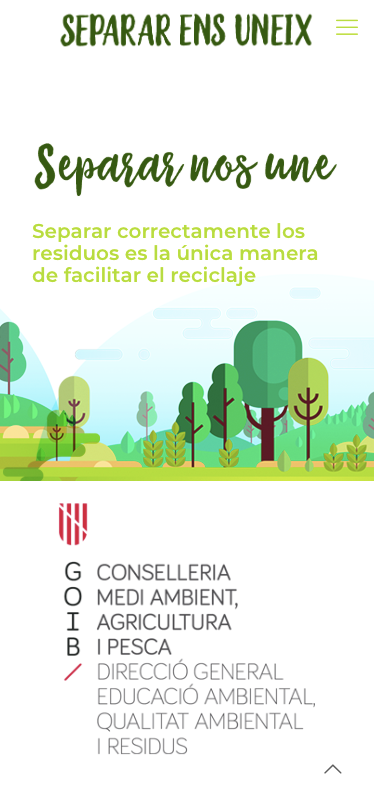 SEPARAR ENS UNEIX
Separar nos une
Separar correctamente los
residuos es la única manera
de facilitar el reciclaje
G CONSELLERIA
O MEDI AMBIENT,
I AGRICULTURA
B I PESCA
/ DIRECCIÓ GENERAL
EDUCACIÓ AMBIENTAL,
QUALITAT AMBIENTAL
I RESIDUS